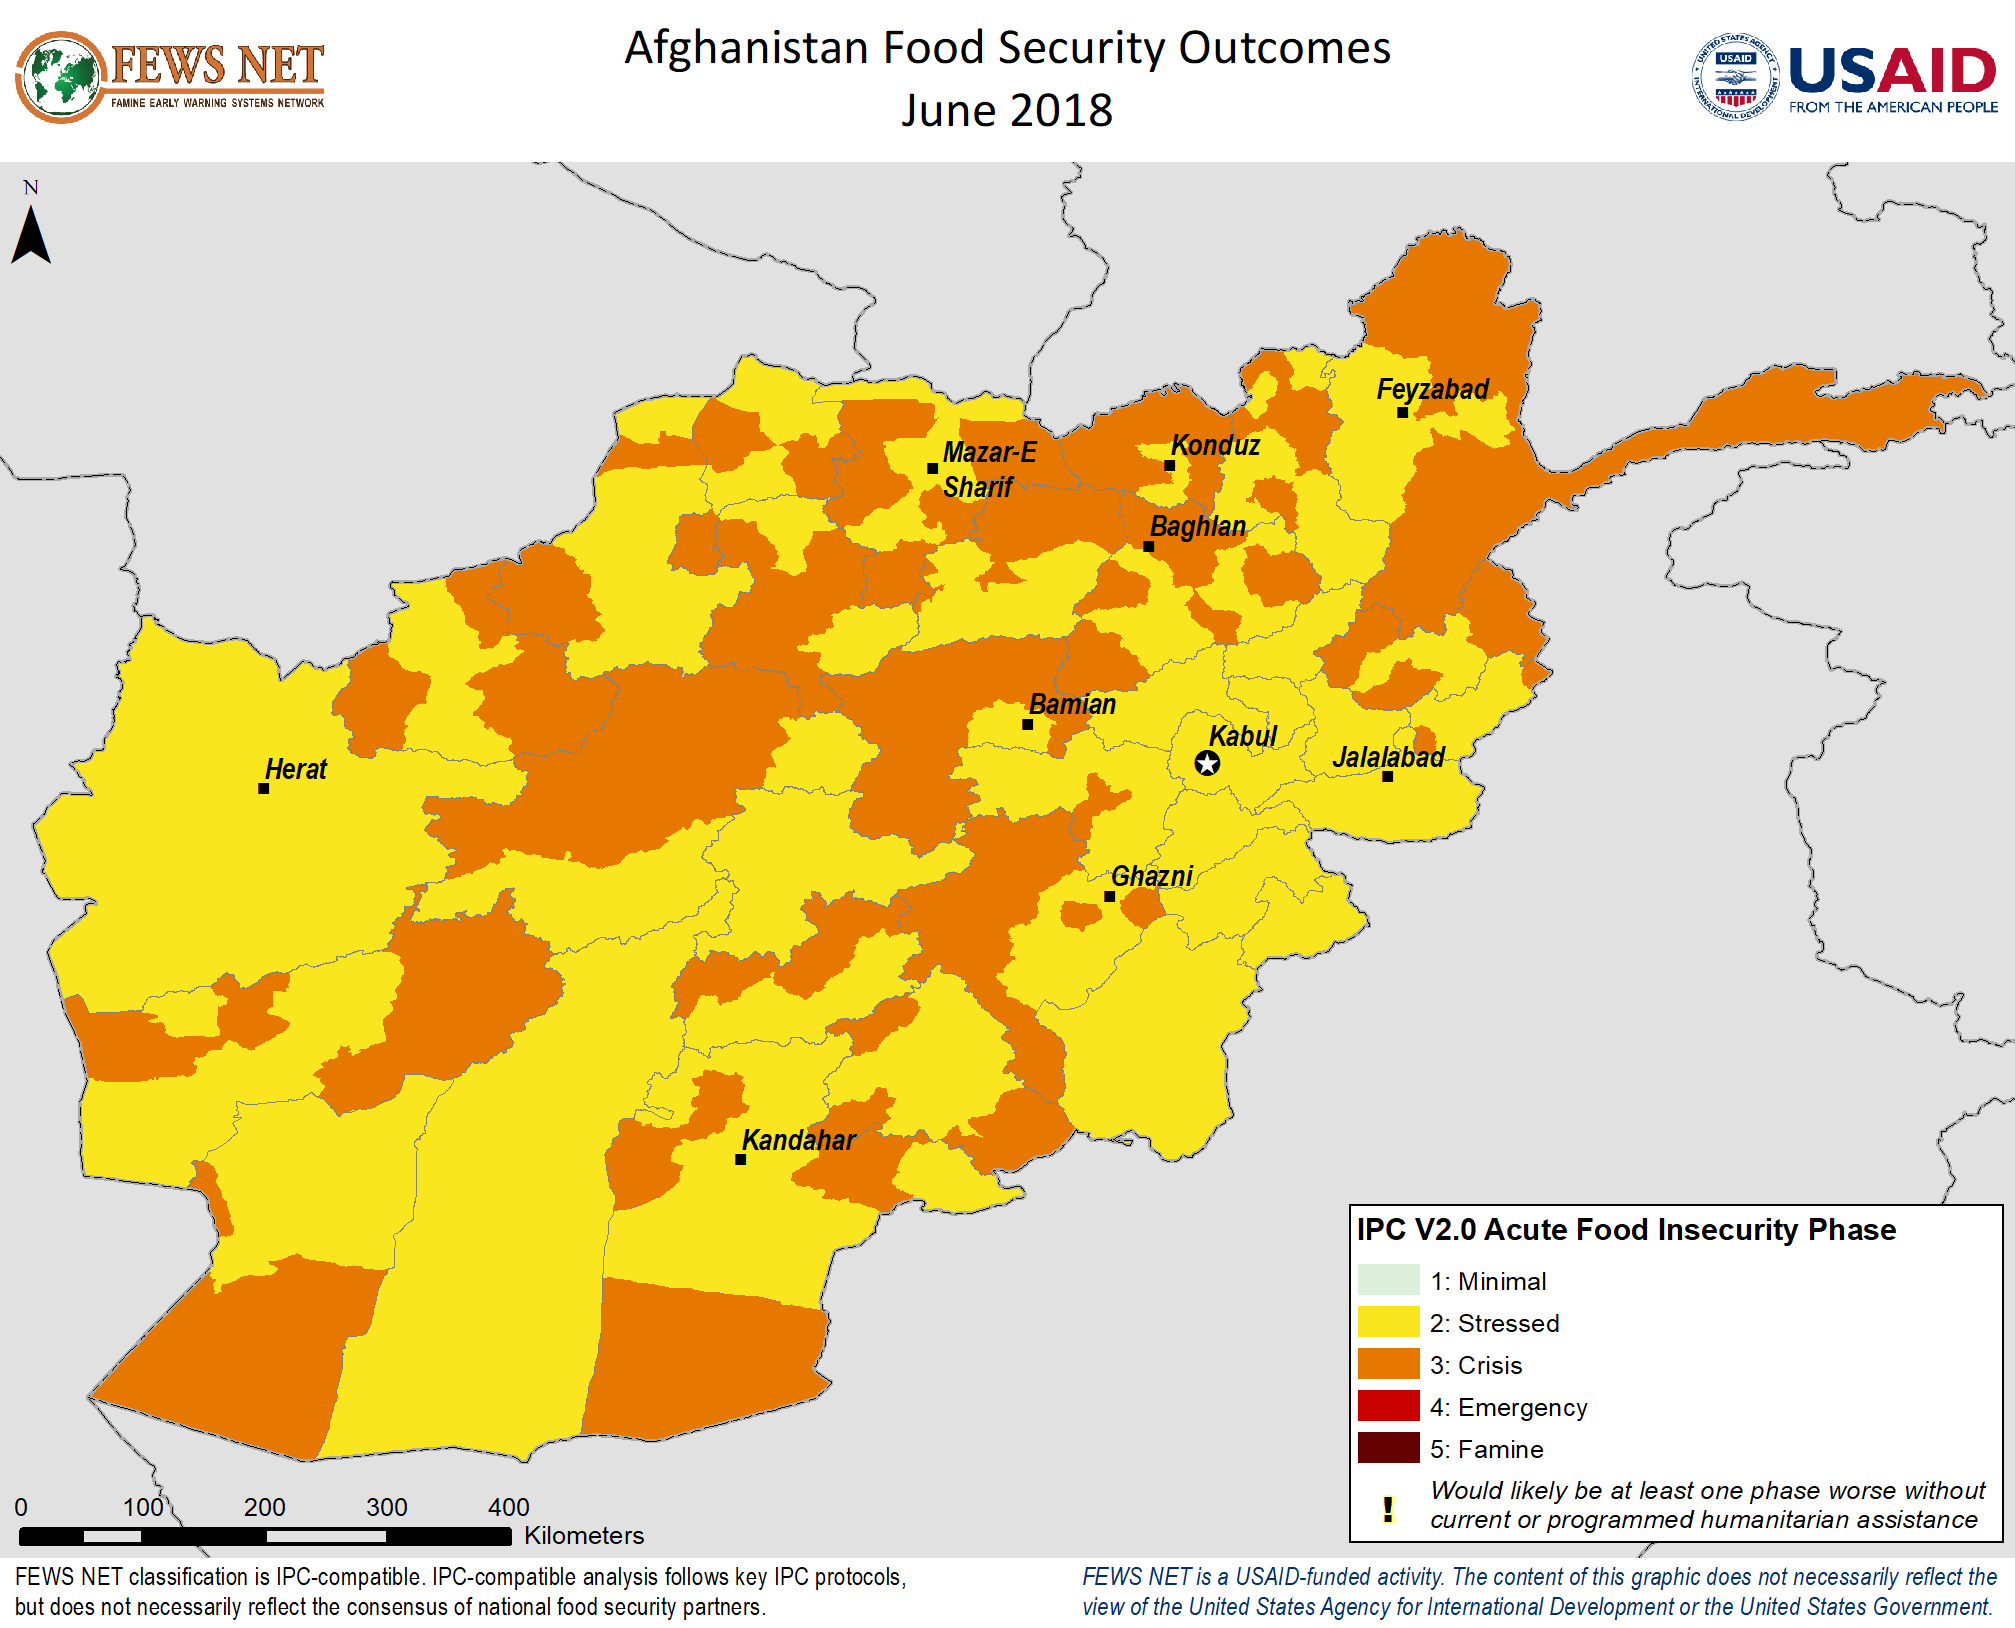 FEWS NET
FAMINE EARLY WARNING SYSTEMS NETWORK
Afghanistan Food Security Outcomes
June 2018
UNITED STATES AGENCY
USAID
INTERNATIONAL DEVELOPMENT
USAID
FROM THE AMERICAN PEOPLE
N
Feyzabad
Konduz
Mazar-E
Sharif
Baghlan
Bamian
Kabul
Jalalabad
Herat
Ghazni
Kandahar
IPC V2.0 Acute Food Insecurity Phase
1: Minimal
2: Stressed
3: Crisis
4: Emergency
5: Famine
! Would likely be at least one phase worse without
current or programmed humanitarian assistance
0 100 200 300 400
Kilometers
FEWS NET classification is IPC-compatible. IPC-compatible analysis follows key IPC protocols,
but does not necessarily reflect the consensus of national food security partners.
FEWS NET is a USAID-funded activity. The content of this graphic does not necessarily reflect the
view of the United States Agency for International Development or the United States Government.